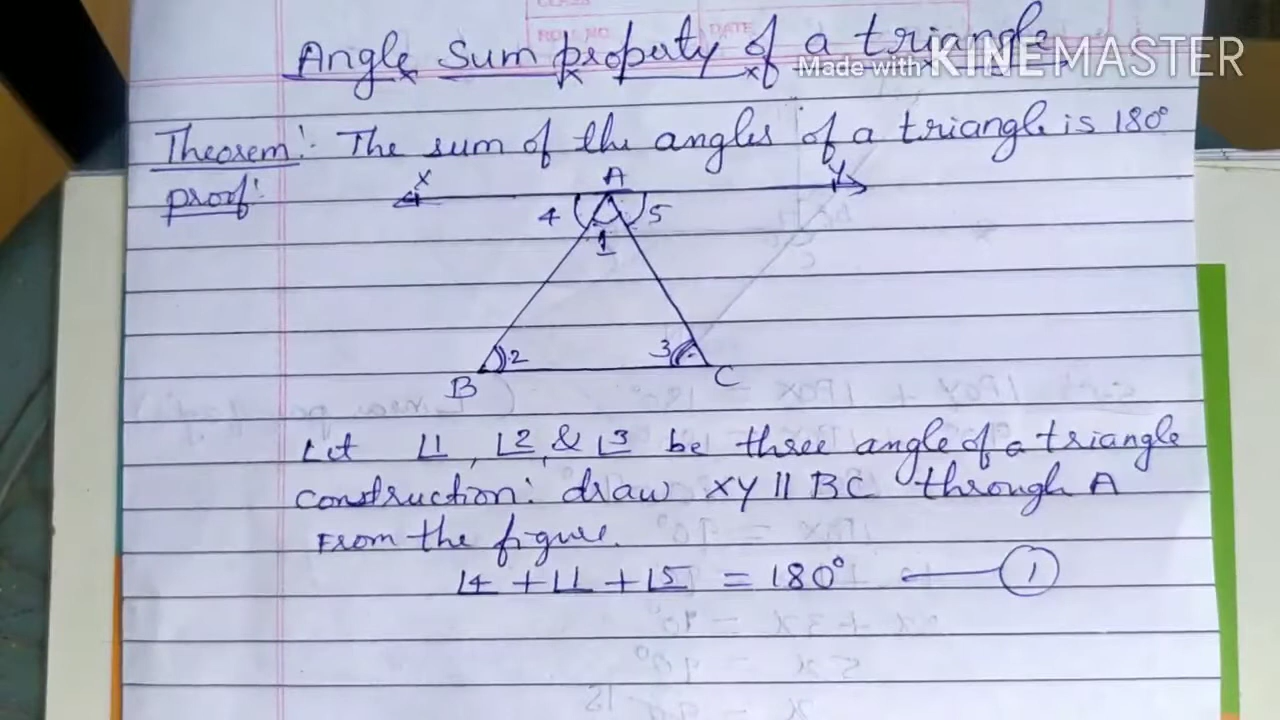 Angle Sum property of a triangle
Made with KINEMASTER
Theorem:- The sum of the angles of a triangle is 180°
proof:
X A Y
4 5
1
2 3
B C
Let ∠1, ∠2, & ∠3 be three angle of a triangle
construction: draw XY || BC through A
From the figure.
∠4 + ∠1 + ∠5 = 180° — 1